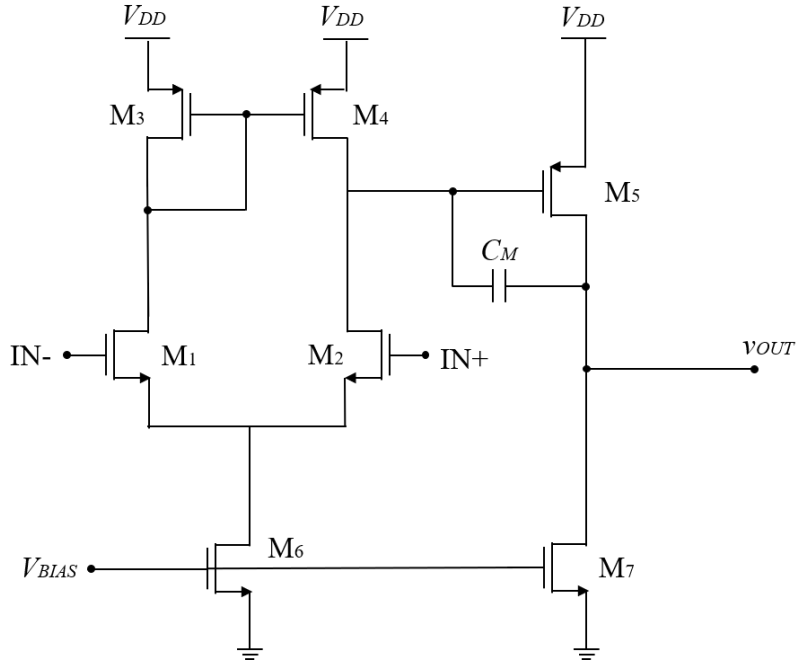 VDD VDD VDD
M3 M4
M5
CM
IN- M1 M2 IN+
vOUT
M6
VBIAS M7